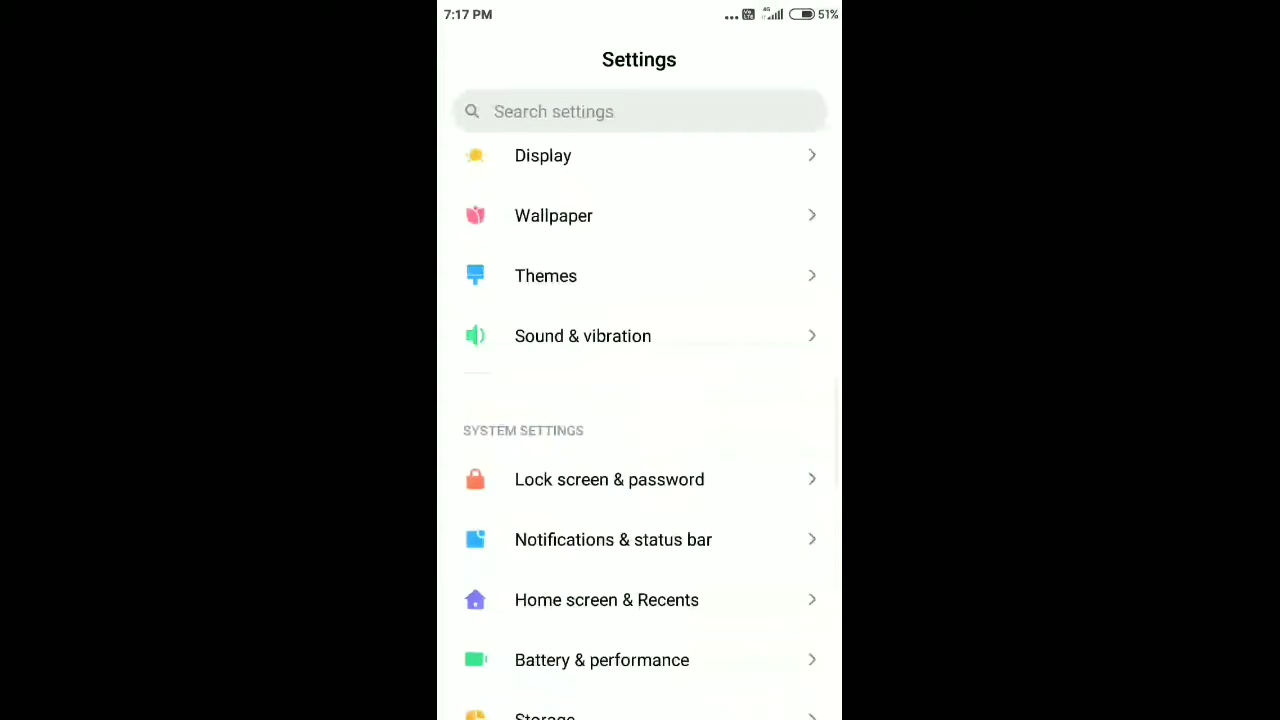 7:17 PM
4G
51%
Settings
Search settings
Display
Wallpaper
Themes
Sound & vibration
SYSTEM SETTINGS
Lock screen & password
Notifications & status bar
Home screen & Recents
Battery & performance
Storage